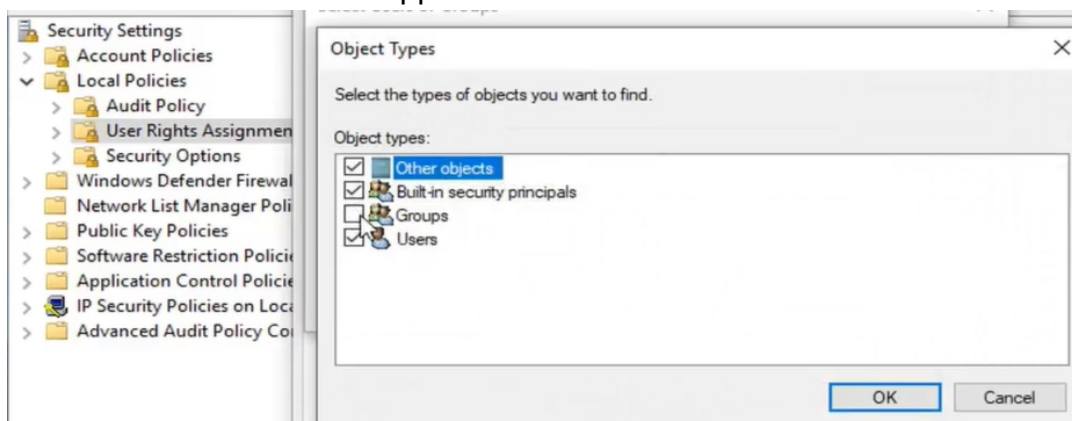 Security Settings
Account Policies
Local Policies
Audit Policy
User Rights Assignmen
Security Options
Windows Defender Firewal
Network List Manager Poli
Public Key Policies
Software Restriction Policie
Application Control Policie
IP Security Policies on Loca
Advanced Audit Policy Co
Object Types
Select the types of objects you want to find.
Object types:
Other objects
Built-in security principals
Groups
Users
OK
Cancel